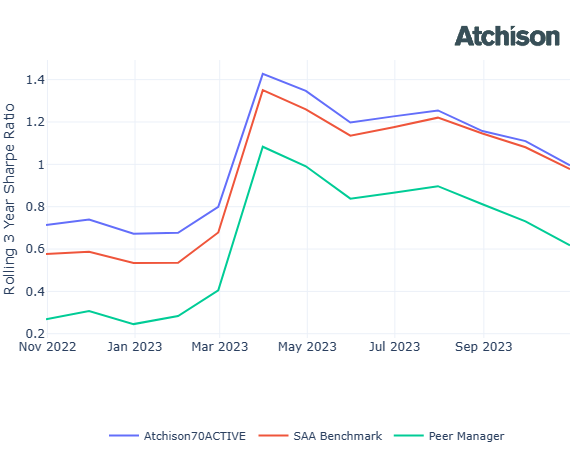 Atchison
Rolling 3 Year Sharpe Ratio
1.4
1.2
1
0.8
0.6
0.4
0.2
Nov 2022 Jan 2023 Mar 2023 May 2023 Jul 2023 Sep 2023
Atchison70ACTIVE SAA Benchmark Peer Manager